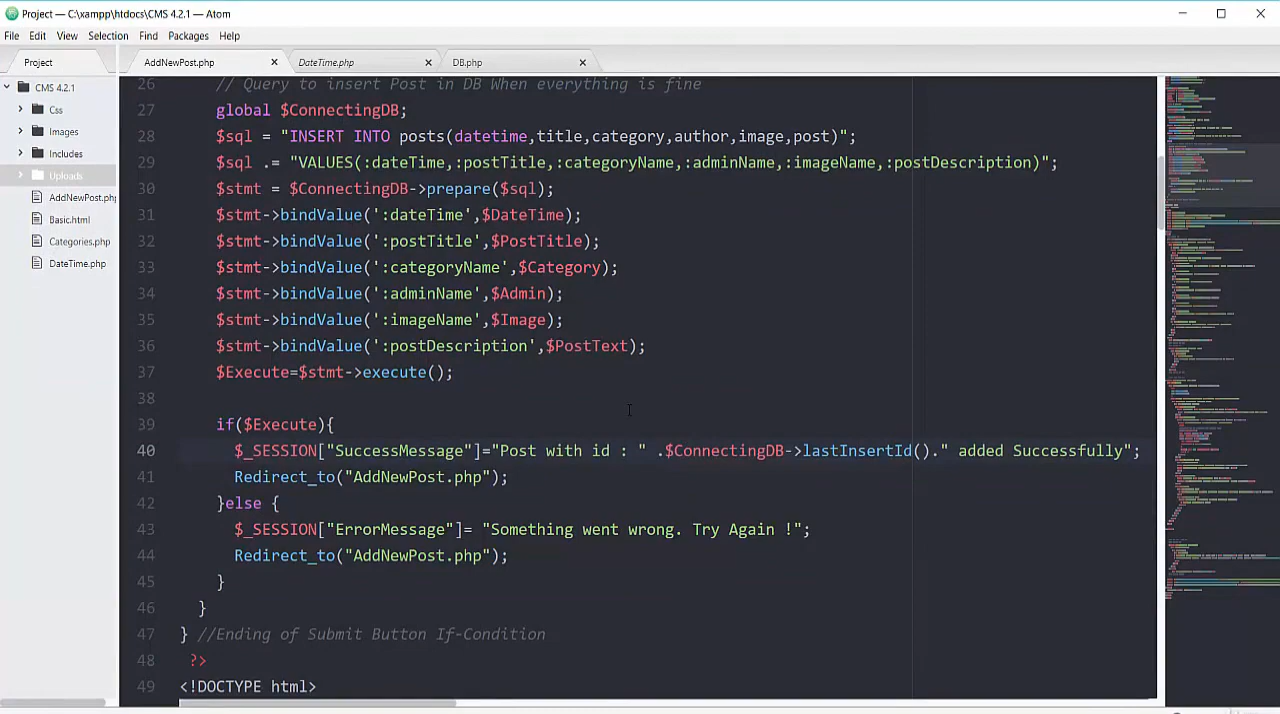 Project — C:\xampp\htdocs\CMS 4.2.1 — Atom
File Edit View Selection Find Packages Help
Project
AddNewPost.php
DateTime.php
DB.php
CMS 4.2.1
Css
Images
Includes
Uploads
AddNewPost.php
Basic.html
Categories.php
DateTime.php
26 // Query to insert Post in DB When everything is fine
27 global $ConnectingDB;
28 $sql = "INSERT INTO posts(datetime,title,category,author,image,post)";
29 $sql .= "VALUES(:dateTime,:postTitle,:categoryName,:adminName,:imageName,:postDescription)";
30 $stmt = $ConnectingDB->prepare($sql);
31 $stmt->bindValue(':dateTime',$DateTime);
32 $stmt->bindValue(':postTitle',$PostTitle);
33 $stmt->bindValue(':categoryName',$Category);
34 $stmt->bindValue(':adminName',$Admin);
35 $stmt->bindValue(':imageName',$Image);
36 $stmt->bindValue(':postDescription',$PostText);
37 $Execute=$stmt->execute();
38
39 if($Execute){
40 $_SESSION["SuccessMessage"]="Post with id : " .$ConnectingDB->lastInsertId()." added Successfully";
41 Redirect_to("AddNewPost.php");
42 }else {
43 $_SESSION["ErrorMessage"]= "Something went wrong. Try Again !";
44 Redirect_to("AddNewPost.php");
45 }
46 }
47 } //Ending of Submit Button If-Condition
48 ?>
49 <!DOCTYPE html>